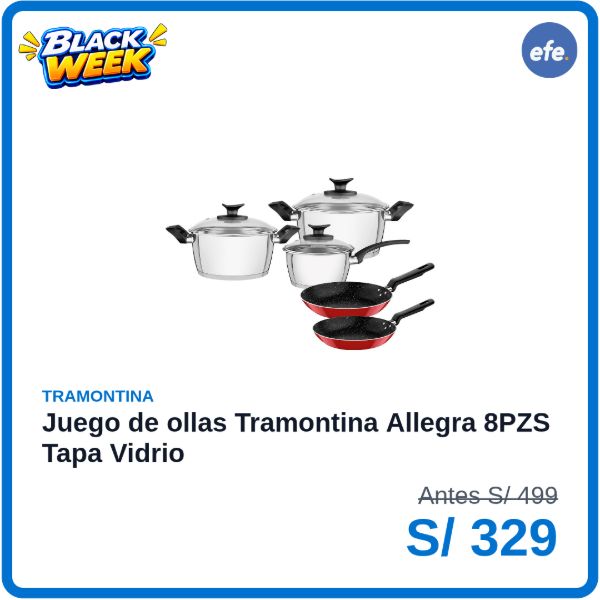 BLACK
WEEK
efe.
TRAMONTINA
Juego de ollas Tramontina Allegra 8PZS
Tapa Vidrio
Antes S/ 499
S/ 329